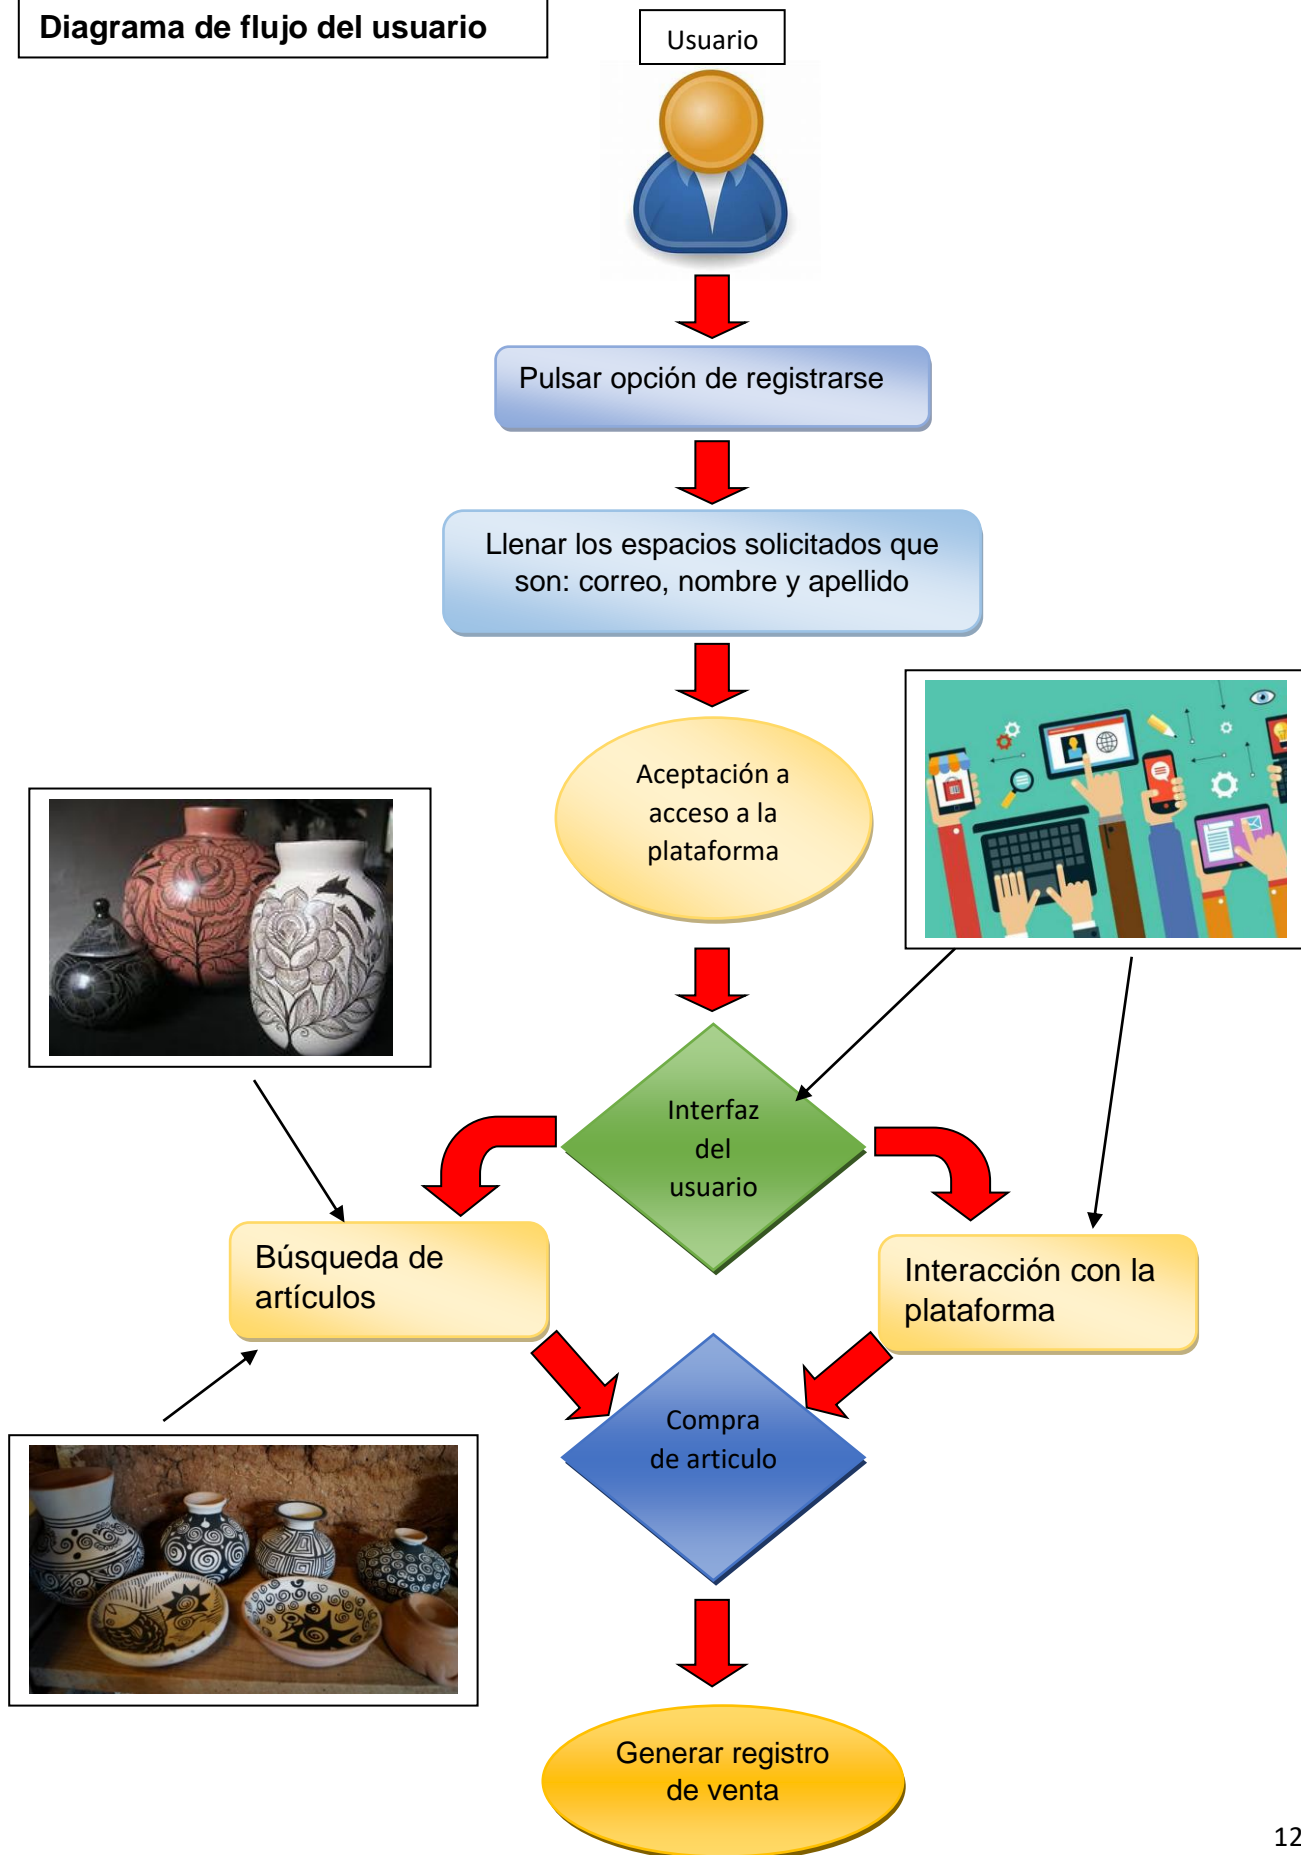 Diagrama de flujo del usuario
Usuario
Pulsar opción de registrarse
Llenar los espacios solicitados que
son: correo, nombre y apellido
Aceptación a
acceso a la
plataforma
Interfaz
del
usuario
Búsqueda de
artículos
Interacción con la
plataforma
Compra
de articulo
Generar registro
de venta
12